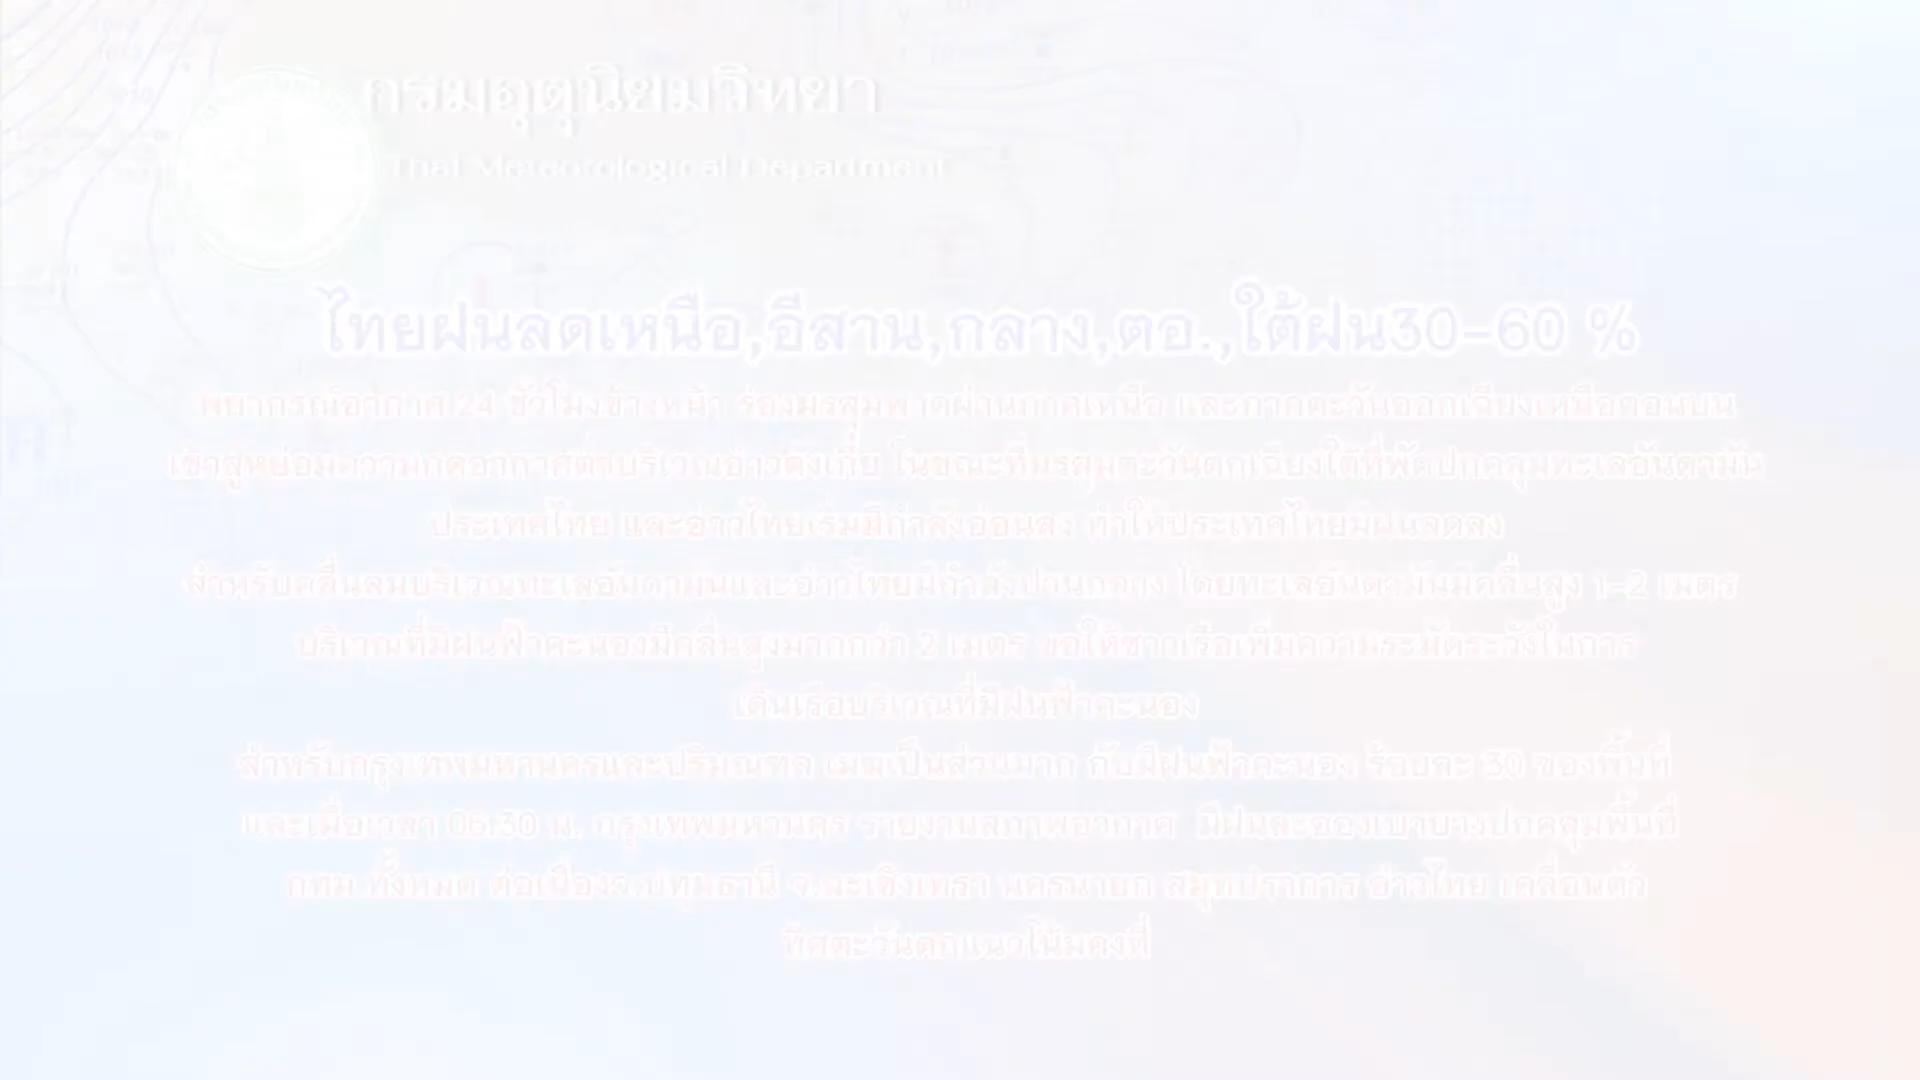 กรมอุตุนิยมวิทยา
Thai Meteorological Department
ไทยฝนลดเหนือ,อีสาน,กลาง,ตอ.,ใต้ฝน30-60 %
พยากรณ์อากาศ 24 ชั่วโมงข้างหน้า ร่องมรสุมพาดผ่านภาคเหนือ และภาคตะวันออกเฉียงเหนือตอนบน
เข้าสู่หย่อมความกดอากาศต่ำบริเวณอ่าวตังเกี๋ย ในขณะที่มรสุมตะวันตกเฉียงใต้ที่พัดปกคลุมทะเลอันดามัน
ประเทศไทย และอ่าวไทยเริ่มมีกำลังอ่อนลง ทำให้ประเทศไทยมีฝนลดลง
สำหรับคลื่นลมบริเวณทะเลอันดามันและอ่าวไทยมีกำลังปานกลาง โดยทะเลอันดามันมีคลื่นสูง 1-2 เมตร
บริเวณที่มีฝนฟ้าคะนองมีคลื่นสูงมากกว่า 2 เมตร ขอให้ชาวเรือเพิ่มความระมัดระวังในการ
เดินเรือบริเวณที่มีฝนฟ้าคะนอง
สำหรับกรุงเทพมหานครและปริมณฑล เมฆเป็นส่วนมาก กับมีฝนฟ้าคะนอง ร้อยละ 30 ของพื้นที่
และเมื่อเวลา 06.30 น. กรุงเทพมหานคร รายงานสภาพอากาศ มีฝนละอองเบาบางปกคลุมพื้นที่
กทม.ทั้งหมด ต่อเนื่องจ.ปทุมธานี จ.ฉะเชิงเทรา นครนายก สมุทปราการ อ่าวไทย เคลื่อนตัว
ทิศตะวันตกแนวโน้มคงที่